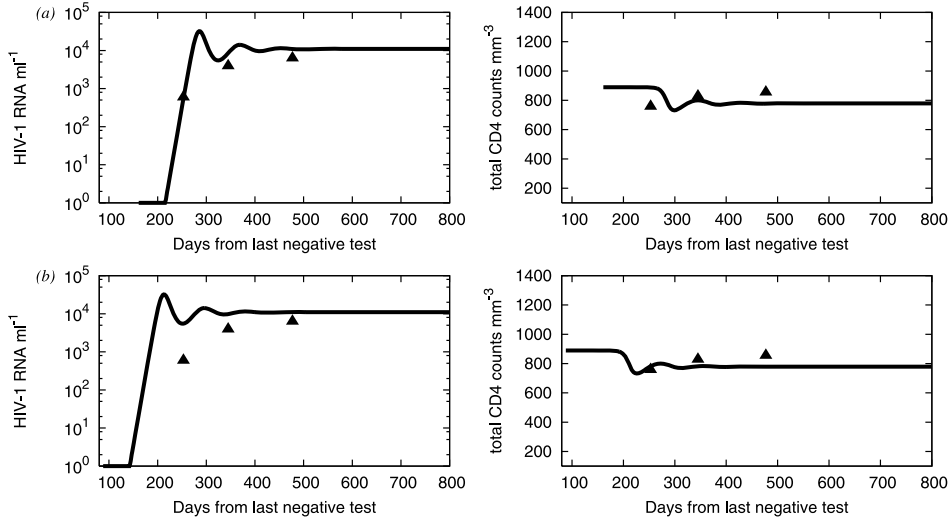 (a)
10^5
10^4
10^3
10^2
10^1
10^0
HIV-1 RNA ml^-1
100 200 300 400 500 600 700 800
Days from last negative test
1400
1200
1000
800
600
400
200
total CD4 counts mm^-3
100 200 300 400 500 600 700 800
Days from last negative test
(b)
10^5
10^4
10^3
10^2
10^1
10^0
HIV-1 RNA ml^-1
100 200 300 400 500 600 700 800
Days from last negative test
1400
1200
1000
800
600
400
200
total CD4 counts mm^-3
100 200 300 400 500 600 700 800
Days from last negative test